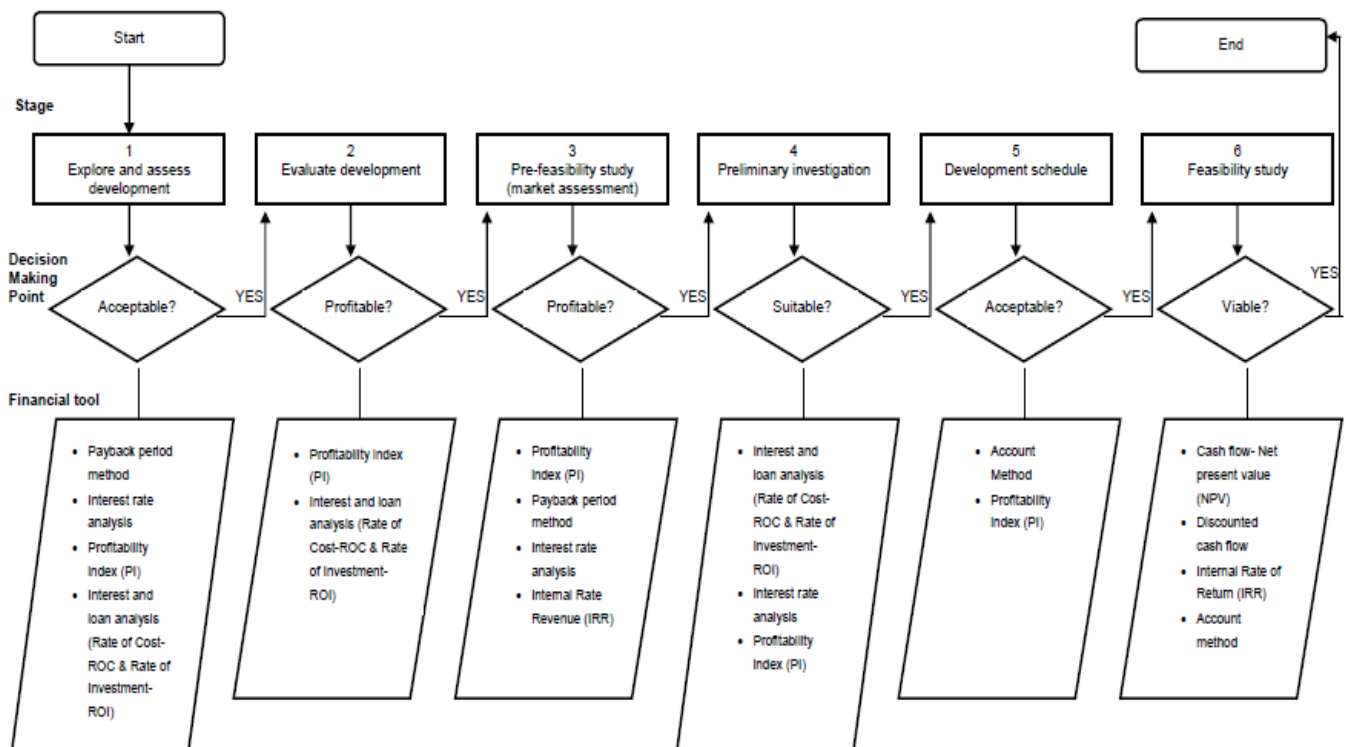 Start
End
Stage
1
Explore and assess
development
2
Evaluate development
3
Pre-feasibility study
(market assessment)
4
Preliminary investigation
5
Development schedule
6
Feasibility study
Decision
Making
Point
Acceptable?
YES
Profitable?
YES
Profitable?
YES
Suitable?
YES
Acceptable?
YES
Viable?
YES
Financial tool
• Payback period
method
• Interest rate
analysis
• Profitability
Index (PI)
• Interest and
loan analysis
(Rate of Cost-
ROC & Rate of
Investment-
ROI)
• Profitability Index
(PI)
• Interest and loan
analysis (Rate of
Cost-ROC & Rate
of Investment-
ROI)
• Profitability
Index (PI)
• Payback period
method
• Interest rate
analysis
• Internal Rate
Revenue (IRR)
• Interest and
loan analysis
(Rate of Cost-
ROC & Rate of
Investment-
ROI)
• Interest rate
analysis
• Profitability
Index (PI)
• Account
Method
• Profitability
Index (PI)
• Cash flow- Net
present value
(NPV)
• Discounted
cash flow
• Internal Rate of
Return (IRR)
• Account
method